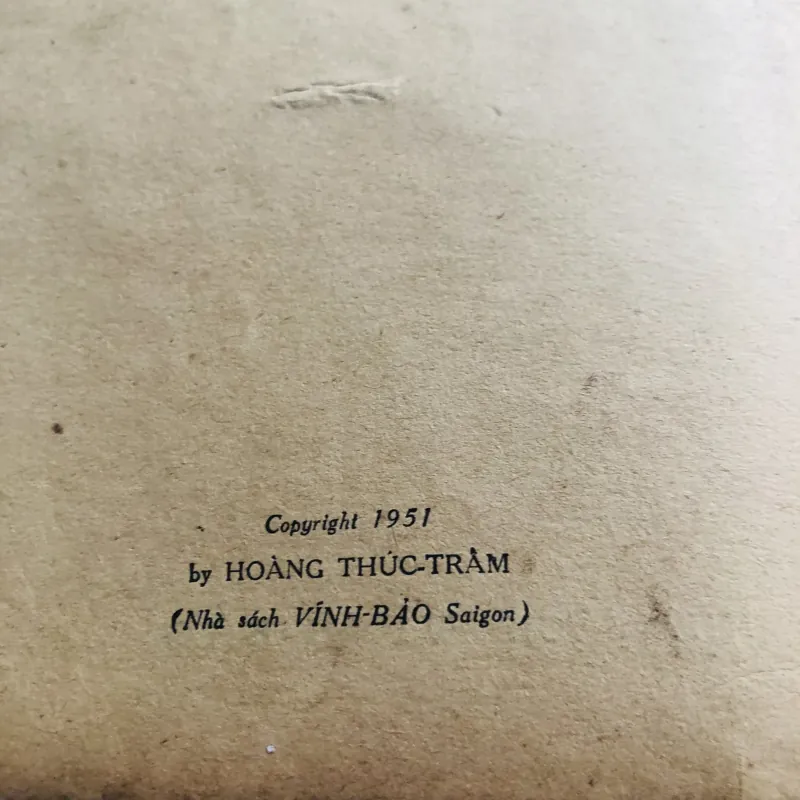 Copyright 1951
by HOÀNG THÚC-TRÂM
(Nhà sách VĨNH-BẢO Saigon)